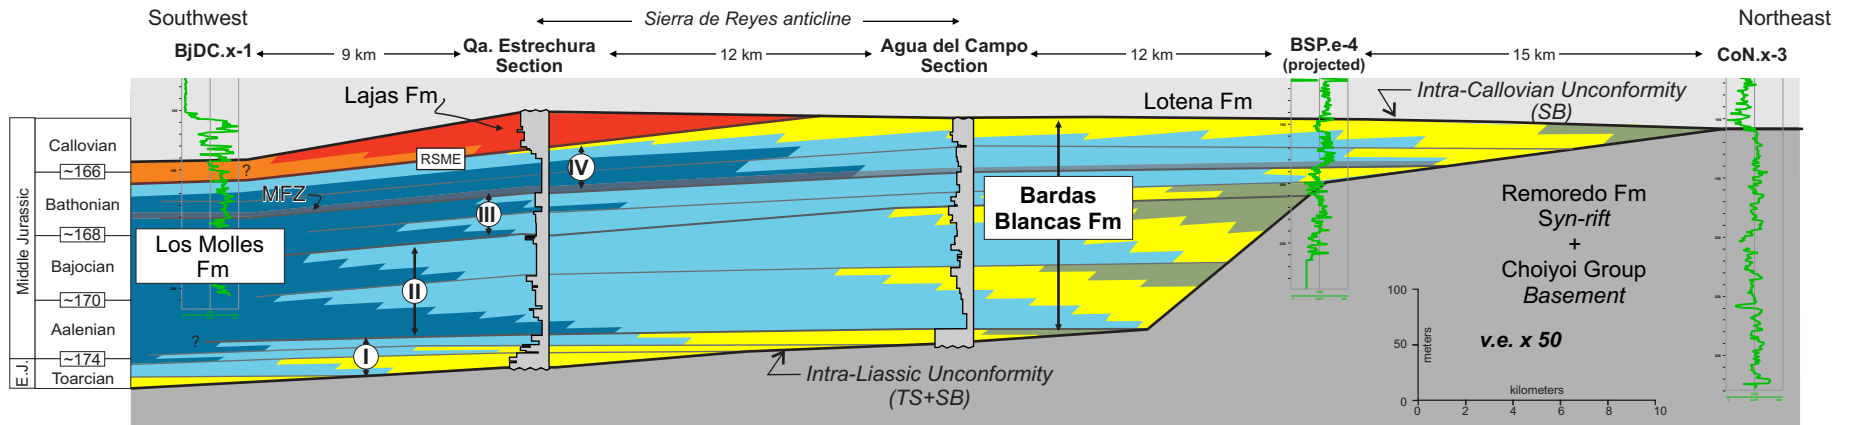 Southwest
Sierra de Reyes anticline
Northeast
BjDC.x-1
9 km
Qa. Estrechura
Section
12 km
Agua del Campo
Section
12 km
BSP.e-4
(projected)
15 km
CoN.x-3
Lajas Fm
Lotena Fm
Intra-Callovian Unconformity
(SB)
Middle Jurassic
E.J.
Callovian
~166
Bathonian
~168
Bajocian
~170
Aalenian
~174
Toarcian
RSME
?
MFZ
Los Molles
Fm
?
IV
III
II
I
Bardas
Blancas Fm
Remoredo Fm
Syn-rift
+
Choiyoi Group
Basement
v.e. x 50
Intra-Liassic Unconformity
(TS+SB)
100
50
0
meters
kilometers
0 2 4 6 8 10